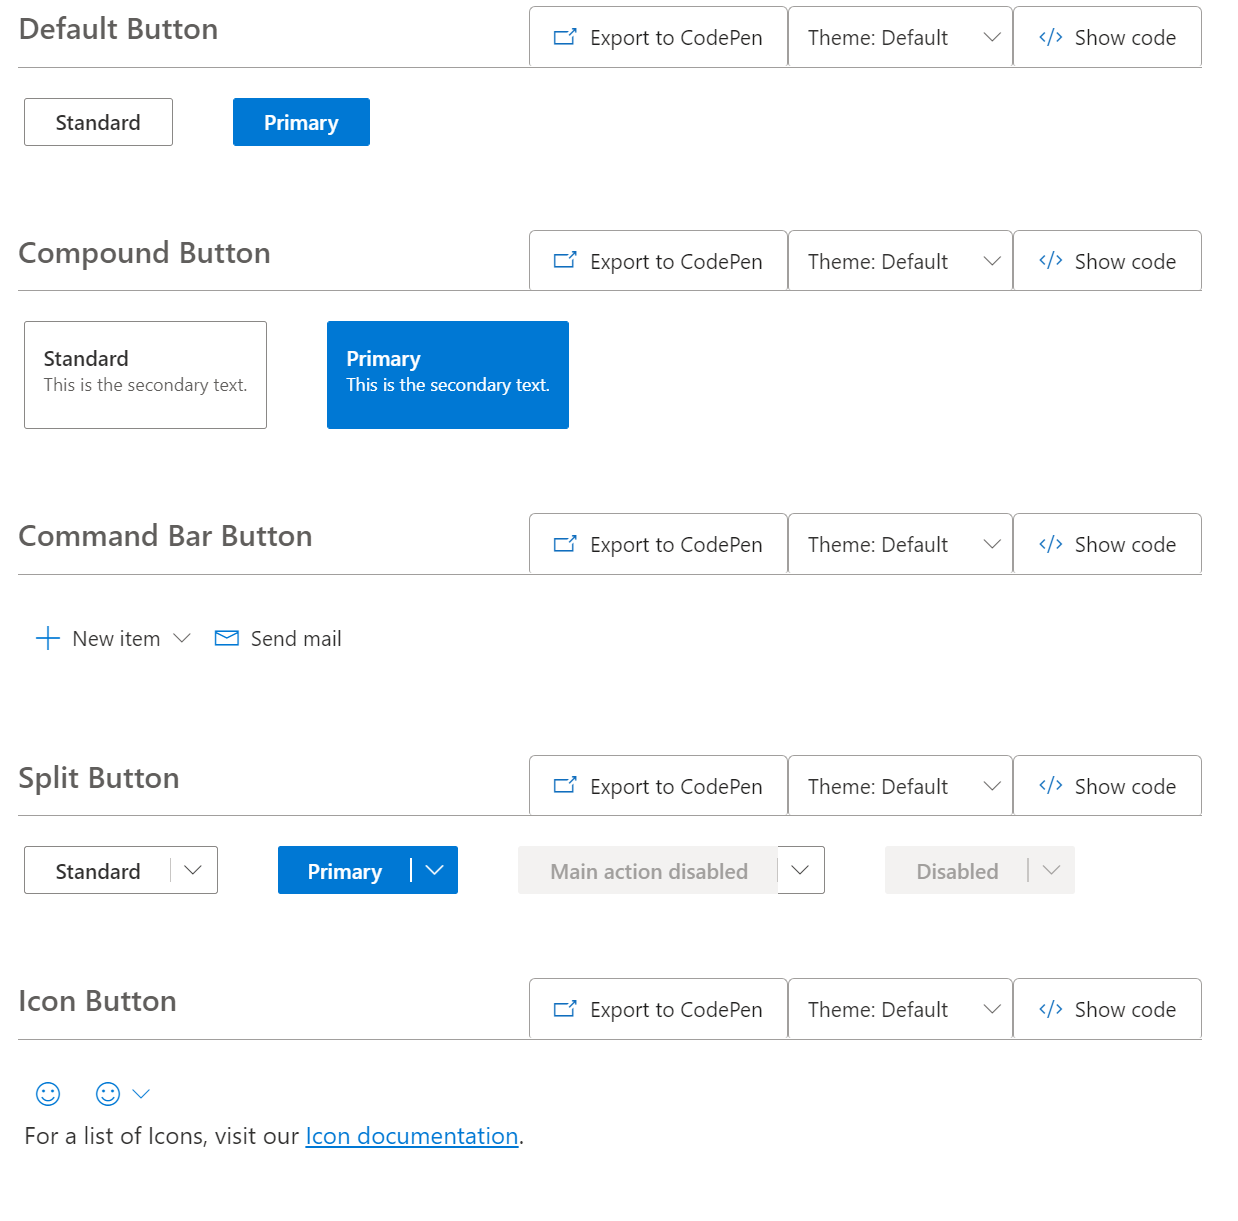 Default Button
Export to CodePen
Theme: Default
Show code
Standard
Primary
Compound Button
Export to CodePen
Theme: Default
Show code
Standard
This is the secondary text.
Primary
This is the secondary text.
Command Bar Button
Export to CodePen
Theme: Default
Show code
New item
Send mail
Split Button
Export to CodePen
Theme: Default
Show code
Standard
Primary
Main action disabled
Disabled
Icon Button
Export to CodePen
Theme: Default
Show code
For a list of Icons, visit our Icon documentation.